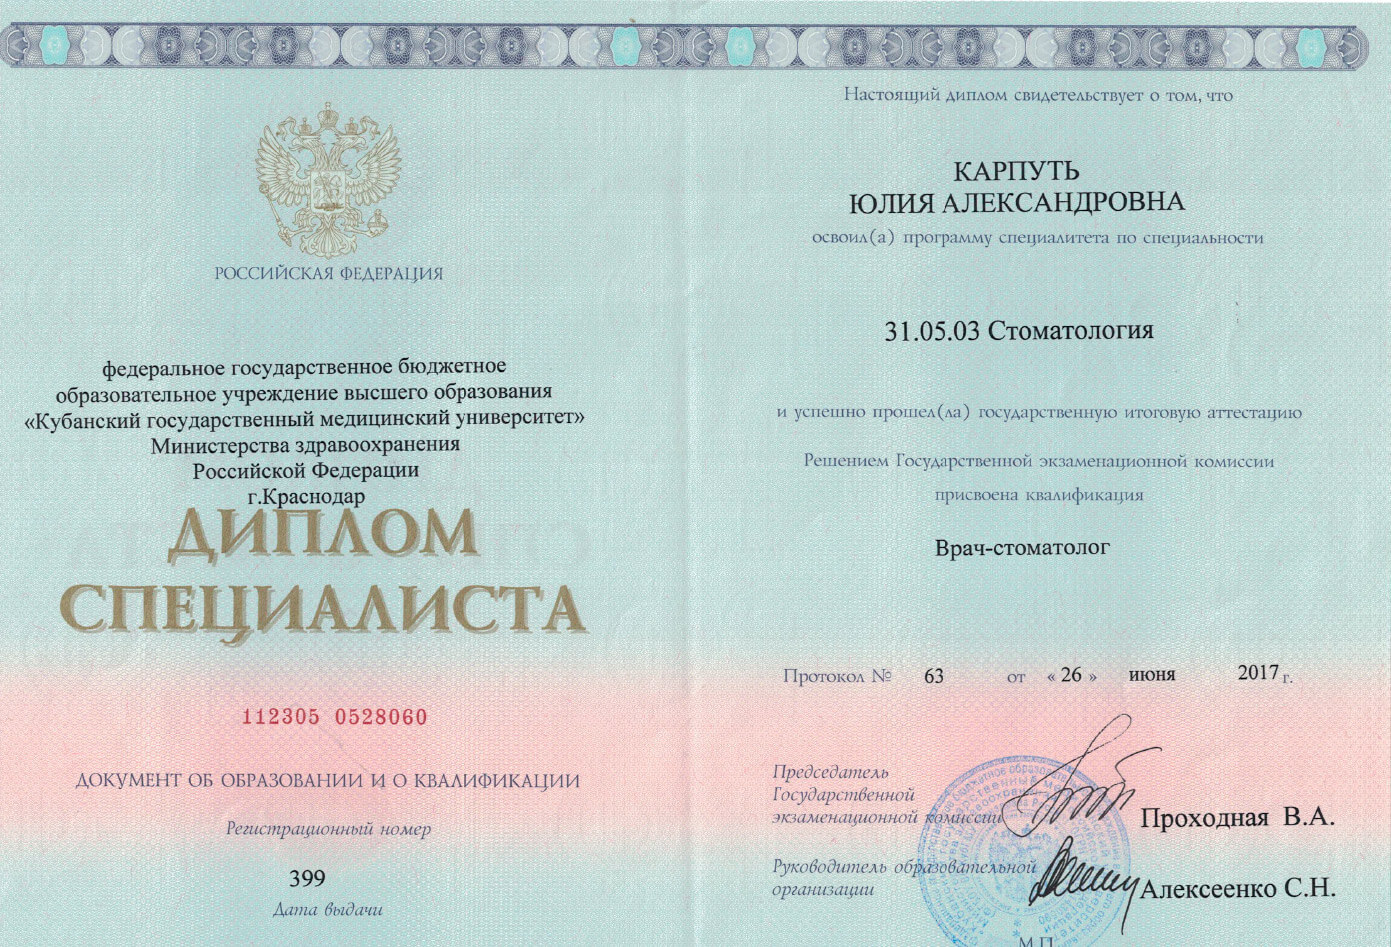 РОССИЙСКАЯ ФЕДЕРАЦИЯ
федеральное государственное бюджетное
образовательное учреждение высшего образования
«Кубанский государственный медицинский университет»
Министерства здравоохранения
Российской Федерации
г.Краснодар
ДИПЛОМ
СПЕЦИАЛИСТА
112305 0528060
ДОКУМЕНТ ОБ ОБРАЗОВАНИИ И О КВАЛИФИКАЦИИ
Регистрационный номер
399
Дата выдачи
Настоящий диплом свидетельствует о том, что
КАРПУТЬ
ЮЛИЯ АЛЕКСАНДРОВНА
освоил(а) программу специалитета по специальности
31.05.03 Стоматология
и успешно прошел(ла) государственную итоговую аттестацию
Решением Государственной экзаменационной комиссии
присвоена квалификация
Врач-стоматолог
Протокол № 63 от « 26 » июня 2017 г.
Председатель
Государственной
экзаменационной комиссии
Проходная В.А.
Руководитель образовательной
организации
Алексеенко С.Н.
М.П.